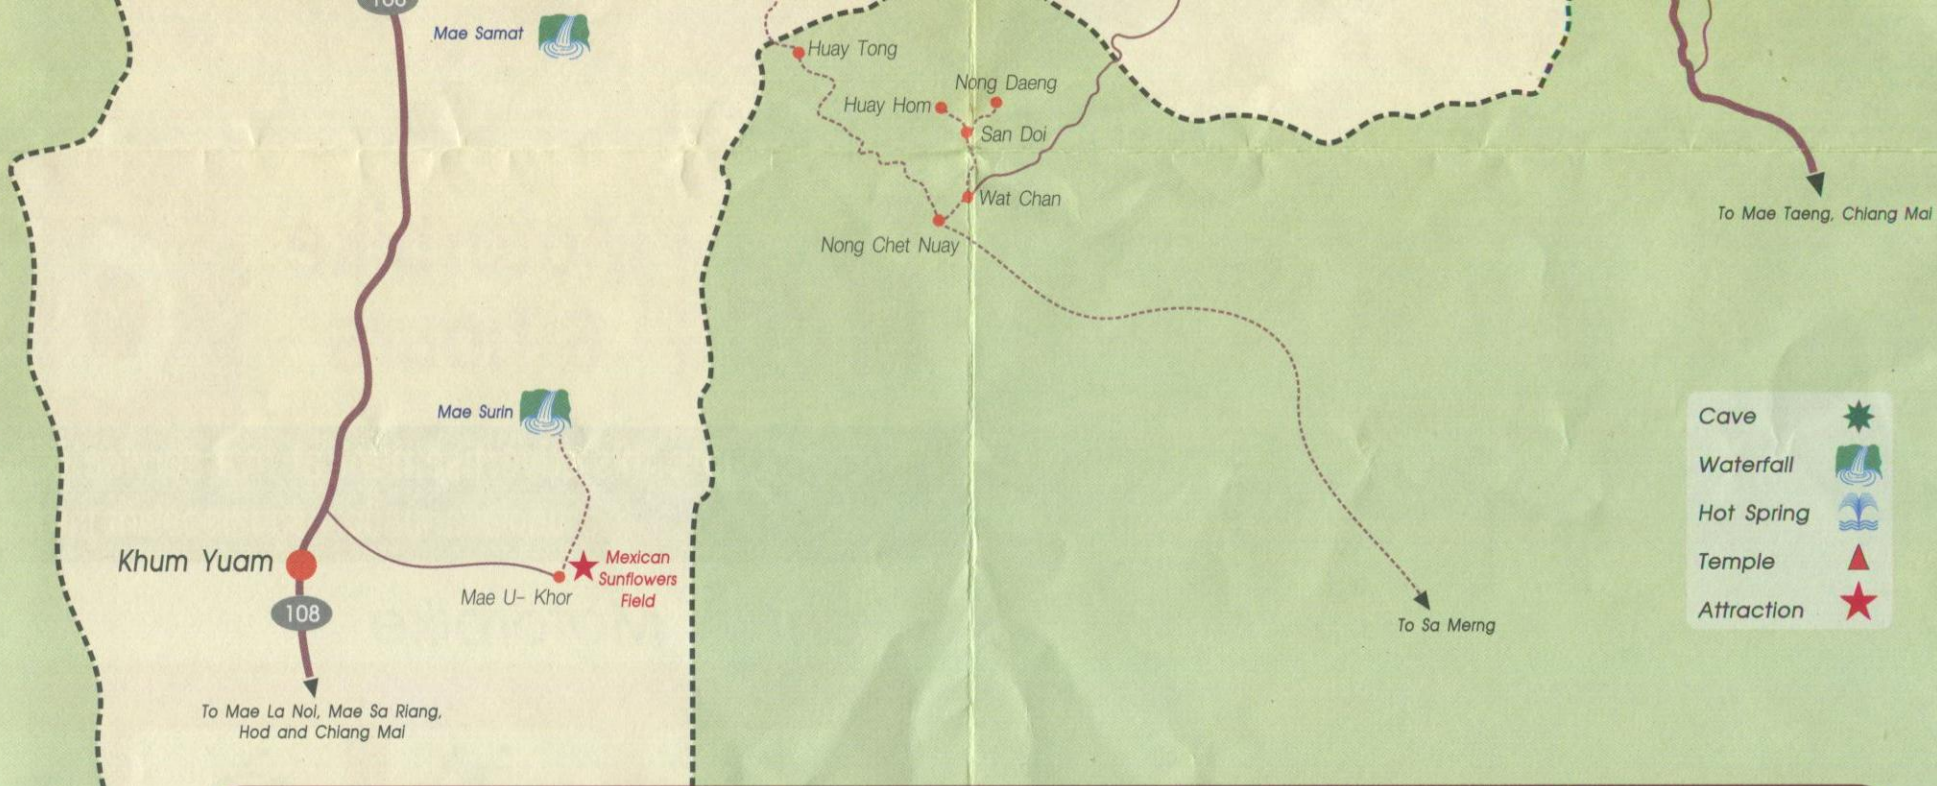 108
Mae Samat
Huay Tong
Nong Daeng
Huay Hom
San Doi
Wat Chan
Nong Chet Nuay
To Mae Taeng, Chiang Mai
Mae Surin
Cave
Waterfall
Hot Spring
Temple
Attraction
Khum Yuam
Mexican
Sunflowers
Field
Mae U- Khor
108
To Sa Merng
To Mae La Noi, Mae Sa Riang,
Hod and Chiang Mai